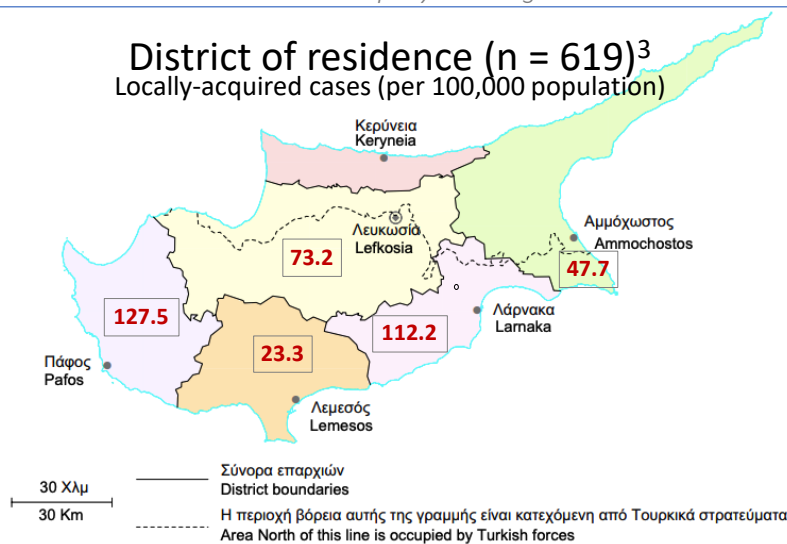 District of residence (n = 619)³
Locally-acquired cases (per 100,000 population)
Κερύνεια
Keryneia
Λευκωσία
Lefkosia
Αμμόχωστος
Ammochostos
73.2
47.7
127.5
112.2
Λάρνακα
Larnaka
23.3
Πάφος
Pafos
Λεμεσός
Lemesos
30 Χλμ
30 Km
Σύνορα επαρχιών
District boundaries
Η περιοχή βόρεια αυτής της γραμμής είναι κατεχόμενη από Τουρκικά στρατεύματα
Area North of this line is occupied by Turkish forces